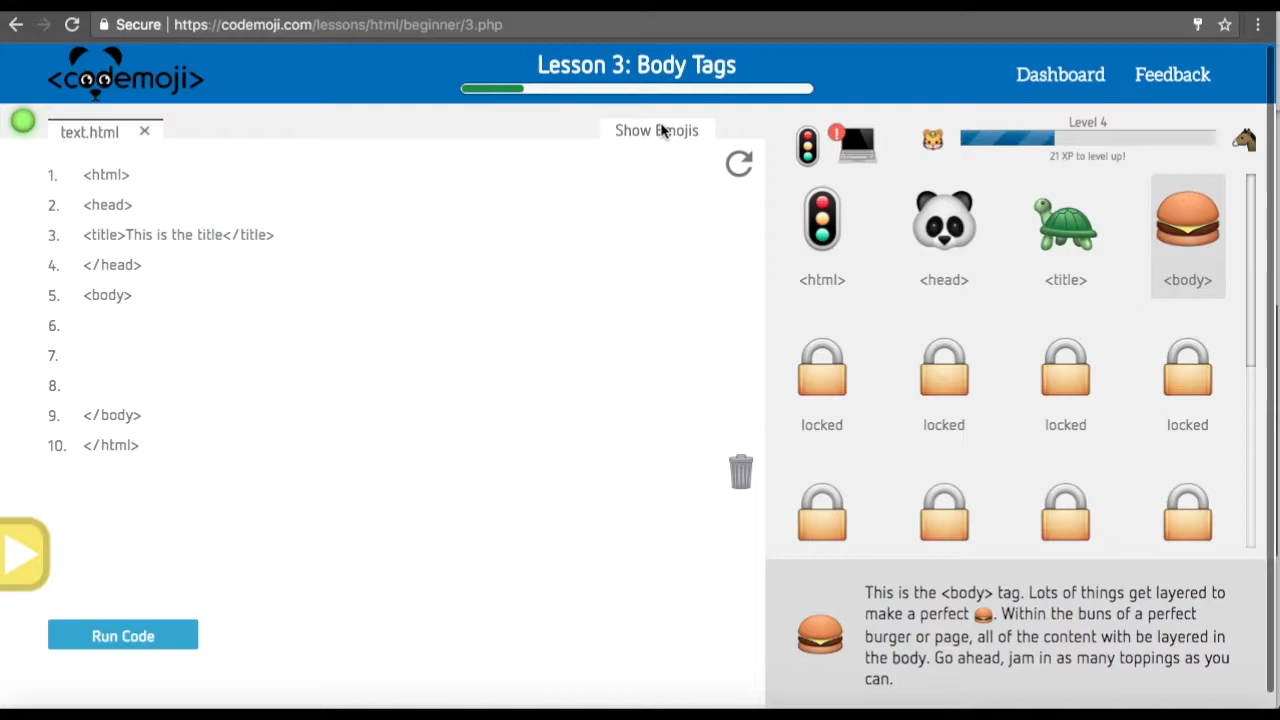 Secure | https://codemoji.com/lessons/html/beginner/3.php
<codemoji/>
Lesson 3: Body Tags
Dashboard
Feedback
text.html
Show Emojis
Level 4
21 XP to level up!
1. <html>
2. <head>
3. <title>This is the title</title>
4. </head>
5. <body>
6.
7.
8.
9. </body>
10. </html>
Run Code
<html>
<head>
<title>
<body>
locked
locked
locked
locked
This is the <body> tag. Lots of things get layered to
make a perfect . Within the buns of a perfect
burger or page, all of the content with be layered in
the body. Go ahead, jam in as many toppings as you
can.